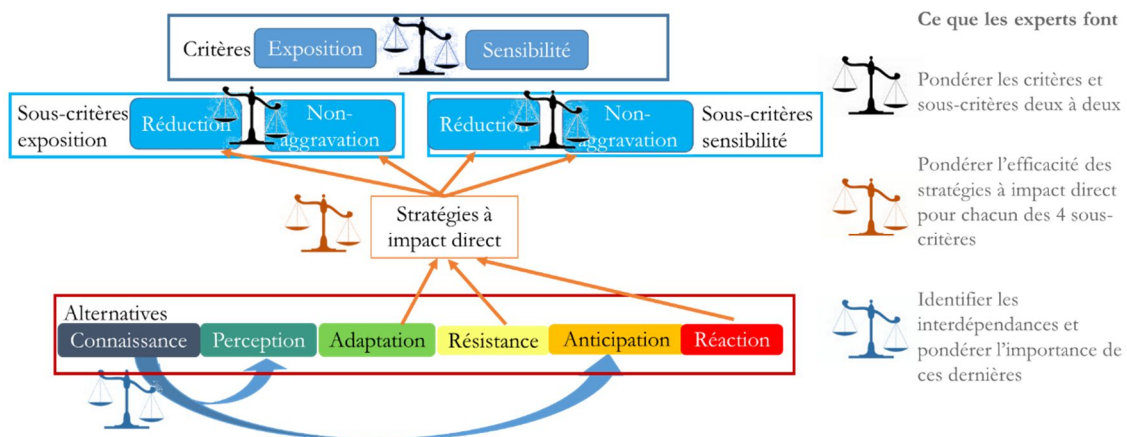 Ce que les experts font
Critères
Exposition
Sensibilité
Pondérer les critères et
sous-critères deux à deux
Sous-critères
exposition
Réduction
Non-
aggravation
Réduction
Non-
aggravation
Sous-critères
sensibilité
Pondérer l'efficacité des
stratégies à impact direct
pour chacun des 4 sous-
critères
Stratégies à
impact direct
Alternatives
Connaissance
Perception
Adaptation
Résistance
Anticipation
Réaction
Identifier les
interdépendances et
pondérer l'importance de
ces dernières